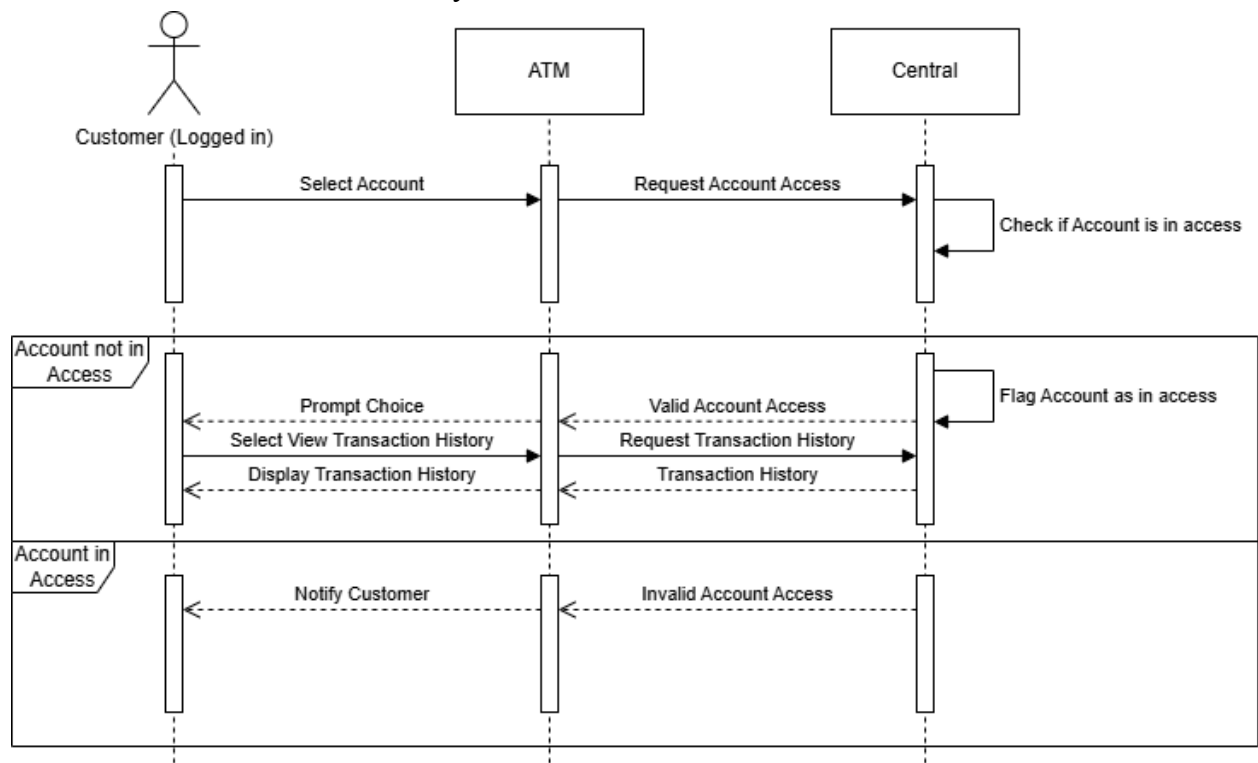 Customer (Logged in)
ATM
Central
Select Account
Request Account Access
Check if Account is in access
Account not in
Access
Flag Account as in access
Prompt Choice
Valid Account Access
Select View Transaction History
Request Transaction History
Display Transaction History
Transaction History
Account in
Access
Notify Customer
Invalid Account Access